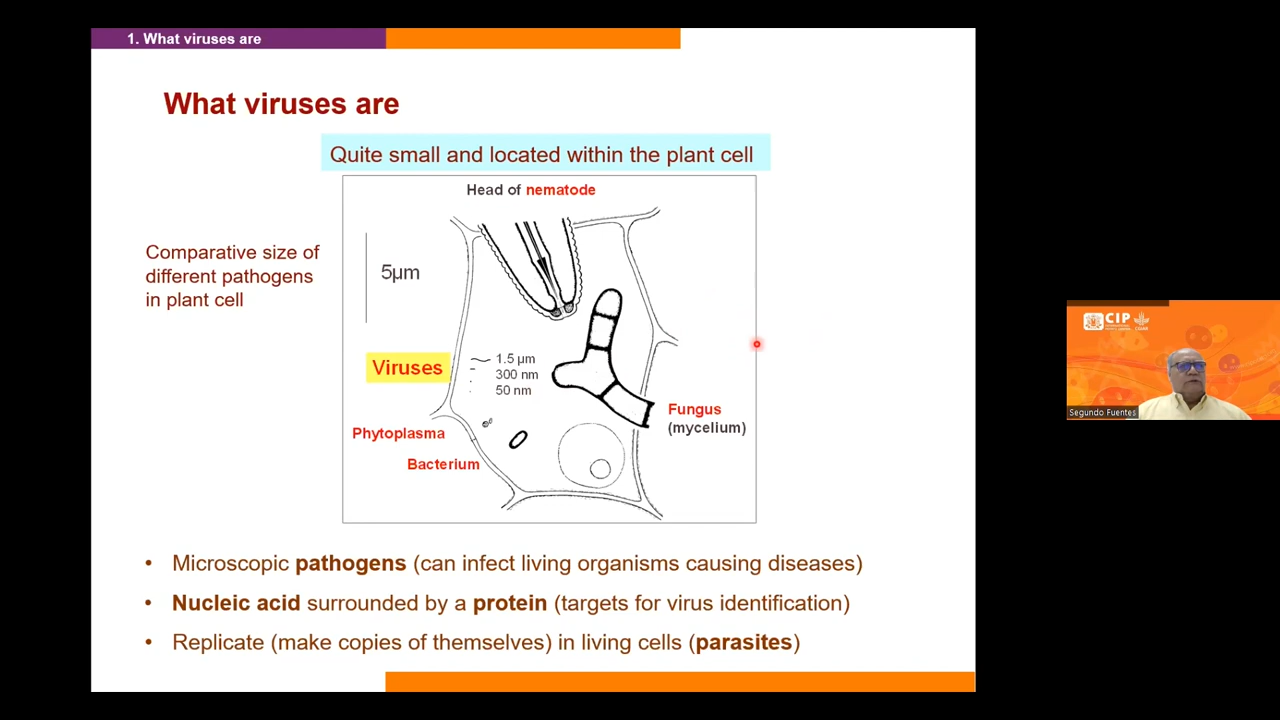 1. What viruses are
What viruses are
Quite small and located within the plant cell
Head of nematode
Comparative size of
different pathogens
in plant cell
5µm
Viruses
1.5 µm
300 nm
50 nm
Fungus
(mycelium)
Phytoplasma
Bacterium
• Microscopic pathogens (can infect living organisms causing diseases)
• Nucleic acid surrounded by a protein (targets for virus identification)
• Replicate (make copies of themselves) in living cells (parasites)
CIP
Segundo Fuentes